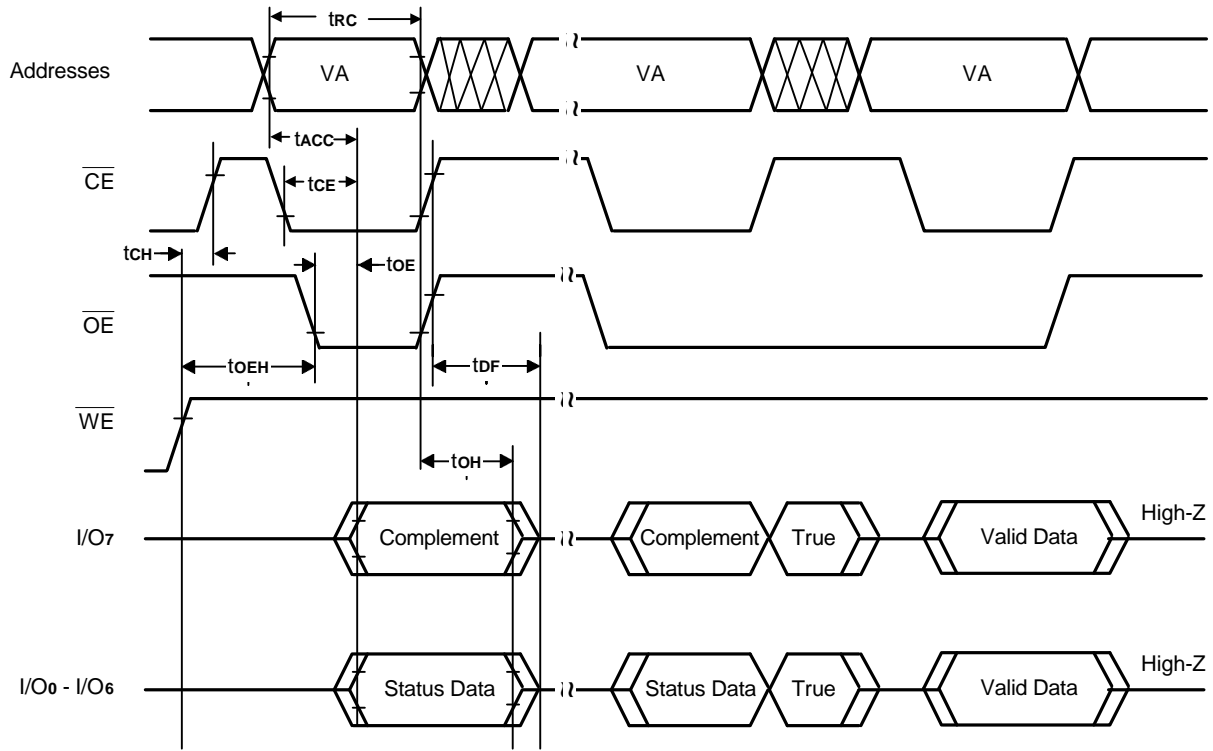 tRC
Addresses
VA
VA
VA
tACC
CE
tCE
tCH
tOE
OE
tOEH
tDF
WE
tOH
I/O7
Complement
Complement
True
Valid Data
High-Z
I/O0 - I/O6
Status Data
Status Data
True
Valid Data
High-Z